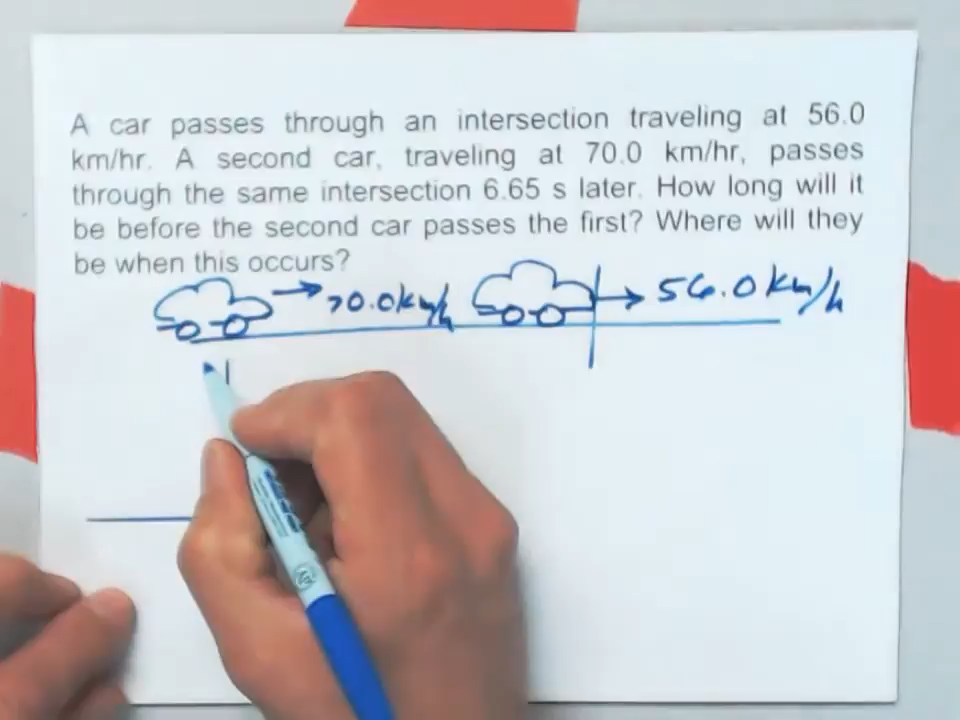 A car passes through an intersection traveling at 56.0
km/hr. A second car, traveling at 70.0 km/hr, passes
through the same intersection 6.65 s later. How long will it
be before the second car passes the first? Where will they
be when this occurs?
70.0 km/h 56.0 km/h